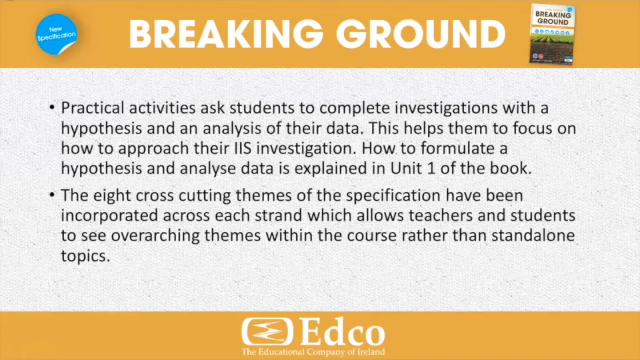 New
Specification
BREAKING GROUND
BREAKING
GROUND
• Practical activities ask students to complete investigations with a
hypothesis and an analysis of their data. This helps them to focus on
how to approach their IIS investigation. How to formulate a
hypothesis and analyse data is explained in Unit 1 of the book.
• The eight cross cutting themes of the specification have been
incorporated across each strand which allows teachers and students
to see overarching themes within the course rather than standalone
topics.
Edco
The Educational Company of Ireland